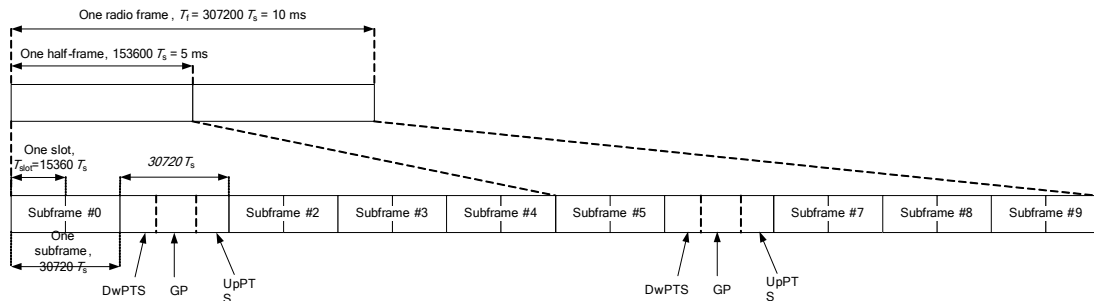 One radio frame , Tf = 307200 Ts = 10 ms
One half-frame, 153600 Ts = 5 ms
One slot,
Tslot=15360 Ts
30720Ts
Subframe #0
Subframe #2
Subframe #3
Subframe #4
Subframe #5
Subframe #7
Subframe #8
Subframe #9
One
subframe ,
30720 Ts
DwPTS
GP
UpPT
S
DwPTS
GP
UpPT
S